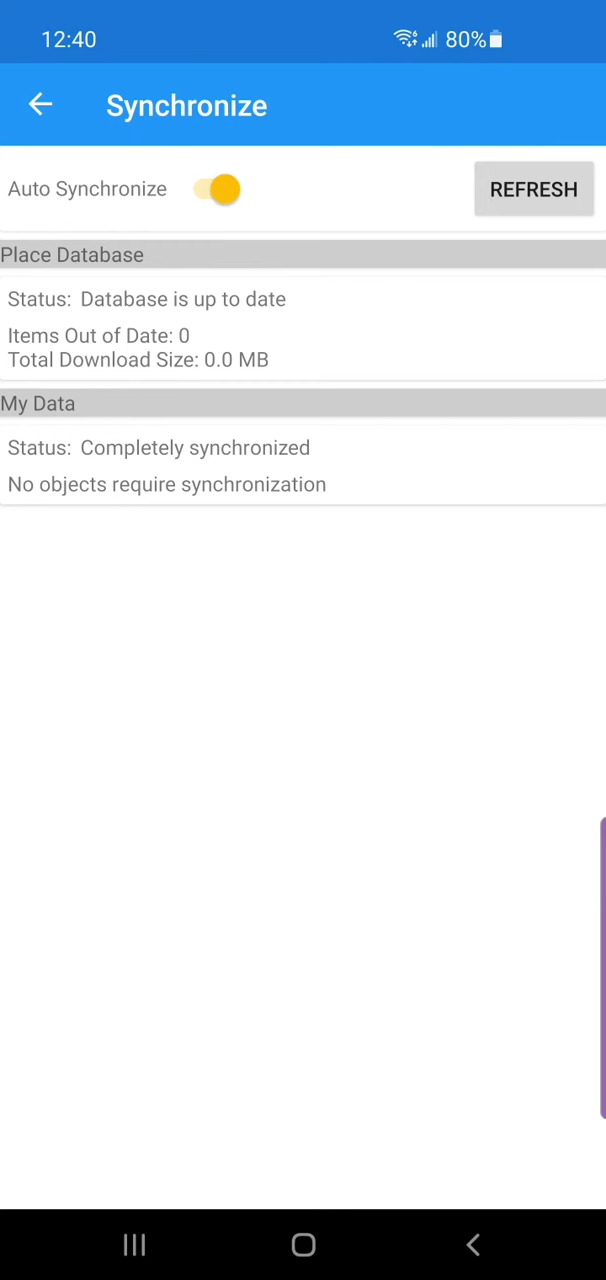 12:40
80%
Synchronize
Auto Synchronize
REFRESH
Place Database
Status: Database is up to date
Items Out of Date: 0
Total Download Size: 0.0 MB
My Data
Status: Completely synchronized
No objects require synchronization